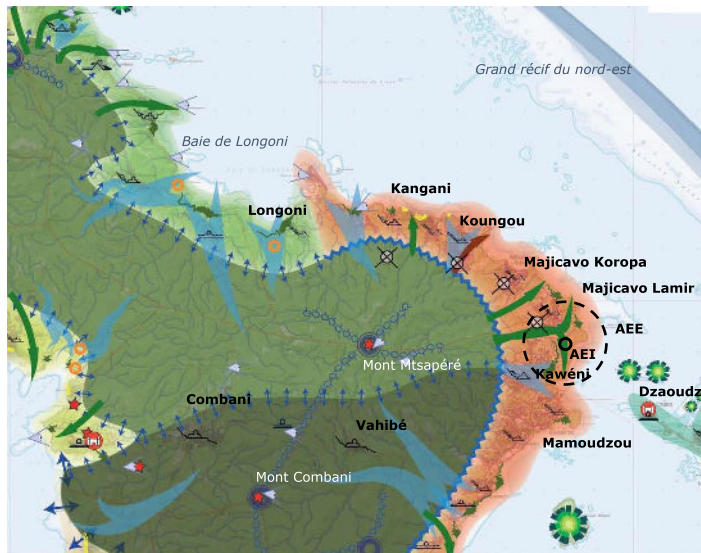 Grand récif du nord-est
Baie de Longoni
Kangani
Longoni
Koungou
Majicavo Koropa
Majicavo Lamir
AEE
AEI
Mont Mtsapéré
Kawéni
Combani
Dzaoudz
Vahibé
Mamoudzou
Mont Combani